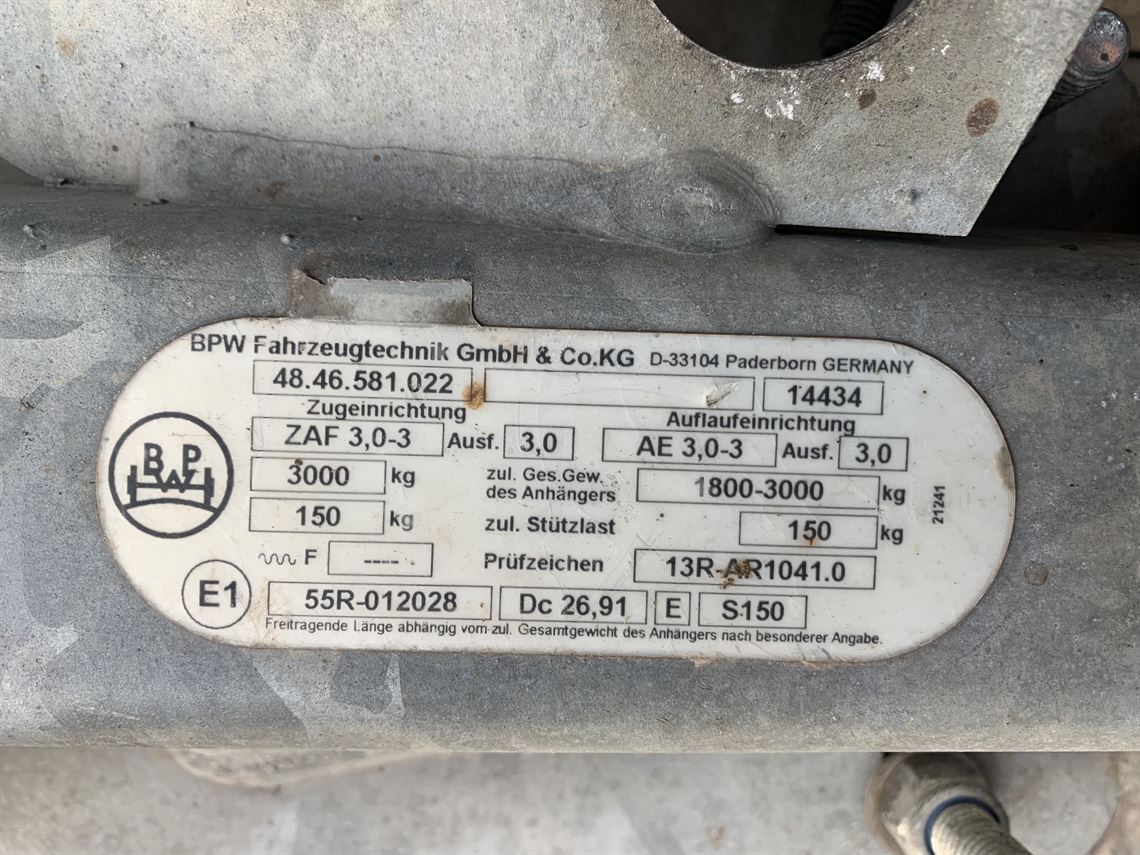 BPW Fahrzeugtechnik GmbH & Co.KG D-33104 Paderborn GERMANY
48.46.581.022 14434
Zugeinrichtung Auflaufeinrichtung
ZAF 3,0-3 Ausf. 3,0 AE 3,0-3 Ausf. 3,0
BPW
3000 kg zul. Ges.Gew. des Anhängers 1800-3000 kg
150 kg zul. Stützlast 150 kg
21241
F ---- Prüfzeichen 13R-AR1041.0
E1 55R-012028 Dc 26,91 E S150
Freitragende Länge abhängig vom zul. Gesamtgewicht des Anhängers nach besonderer Angabe.